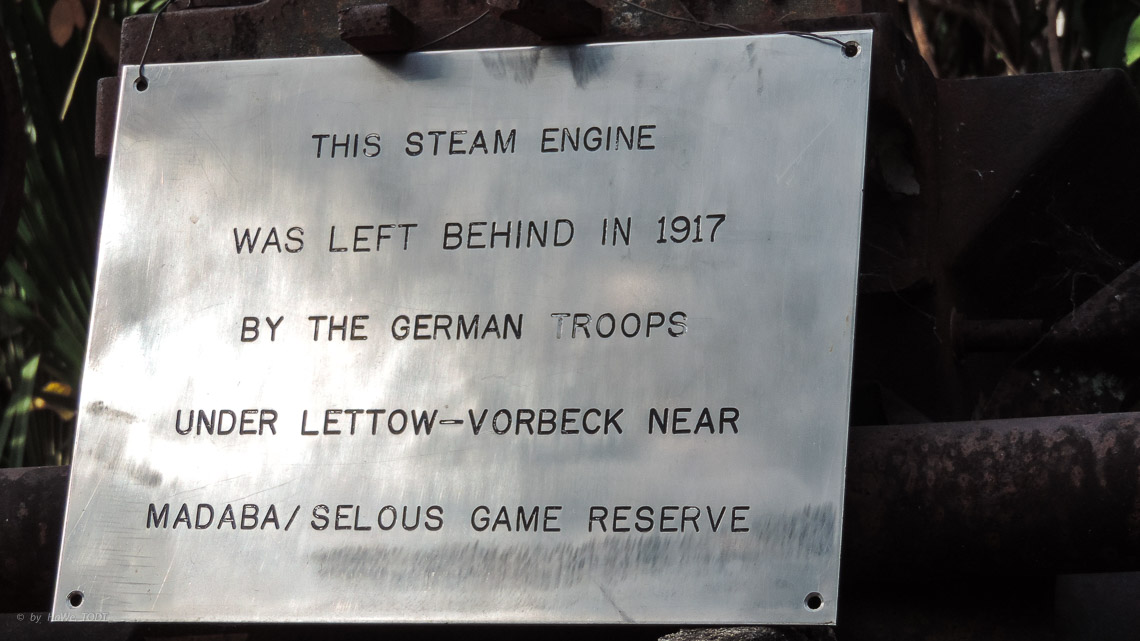 THIS STEAM ENGINE
WAS LEFT BEHIND IN 1917
BY THE GERMAN TROOPS
UNDER LETTOW-VORBECK NEAR
MADABA/SELOUS GAME RESERVE
© by